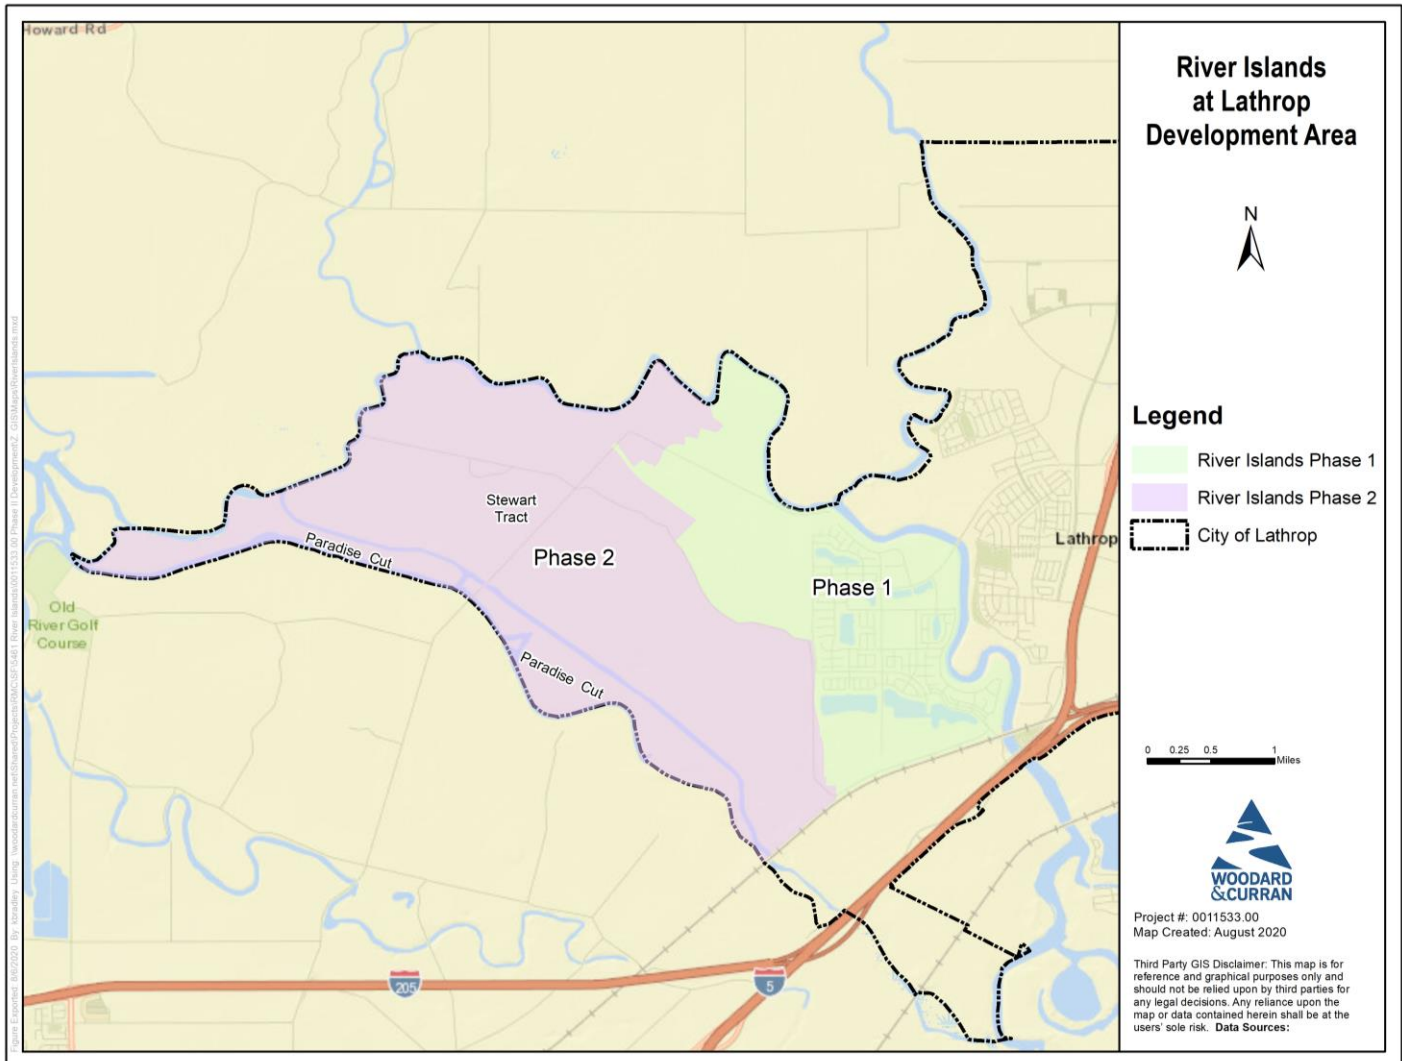 Howard Rd
River Islands
at Lathrop
Development Area
N
Legend
River Islands Phase 1
River Islands Phase 2
City of Lathrop
Stewart
Tract
Phase 2
Phase 1
Paradise Cut
Paradise Cut
Lathrop
Old
River Golf
Course
205
5
0 0.25 0.5 1
Miles
WOODARD
&CURRAN
Project #: 0011533.00
Map Created: August 2020
Third Party GIS Disclaimer: This map is for
reference and graphical purposes only and
should not be relied upon by third parties for
any legal decisions. Any reliance upon the
map or data contained herein shall be at the
users' sole risk. Data Sources: